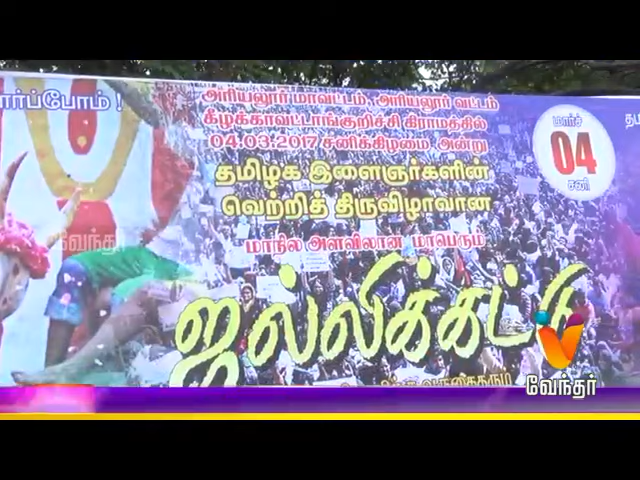 ார்ப்போம் !
அரியலூர் மாவட்டம், அரியலூர் வட்டம்
கீழக்காவட்டாங்குறிச்சி கிராமத்தில்
04.03.2017 சனிக்கிழமை அன்று
தமிழக இளைஞர்களின்
வெற்றித் திருவிழாவான
மாநில அளவிலான மாபெரும்
ஜல்லிக்கட்டு
மார்ச்
04
சனி
வேந்தர்
வேந்தர்